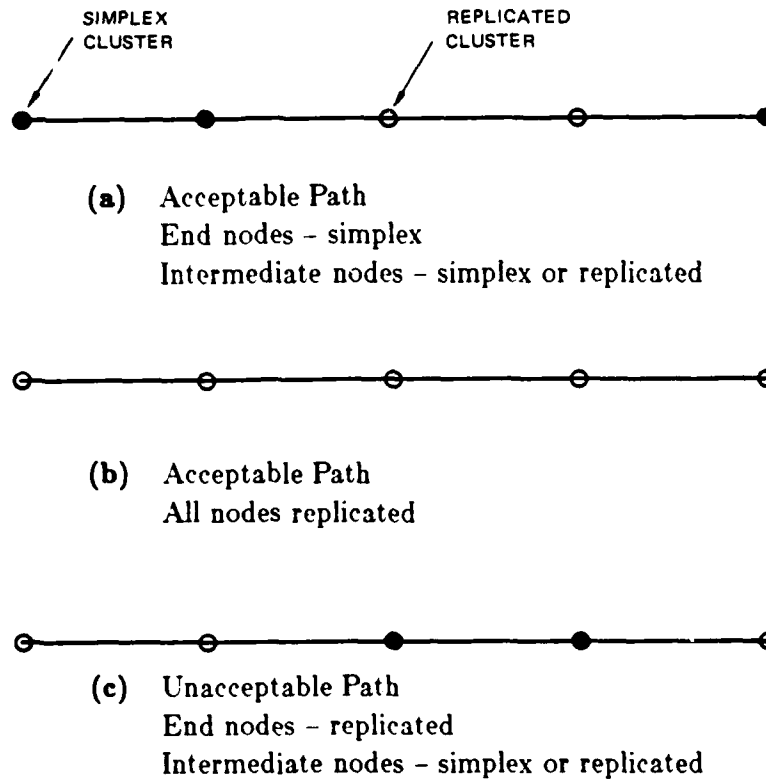 SIMPLEX
CLUSTER
REPLICATED
CLUSTER
(a) Acceptable Path
End nodes – simplex
Intermediate nodes – simplex or replicated
(b) Acceptable Path
All nodes replicated
(c) Unacceptable Path
End nodes – replicated
Intermediate nodes – simplex or replicated